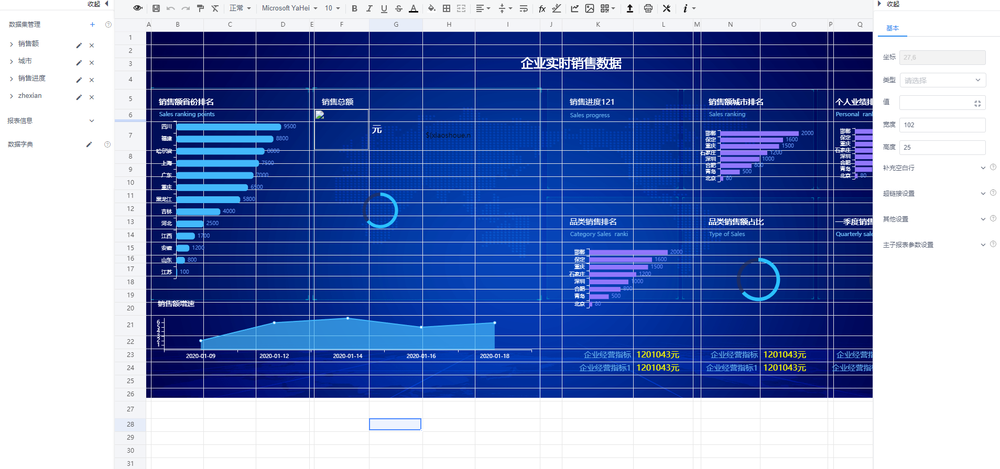 收起
正常 Microsoft YaHei 10 B I U S A fx i
收起
数据集管理
销售额
城市
销售进度
zhexian
报表信息
数据字典
A B C D E F G H I J K L M N O P Q
1
2
3
4
5
6
7
8
9
10
11
12
13
14
15
16
17
18
19
20
21
22
23
24
25
26
27
28
29
30
31
企业实时销售数据
销售额省份排名
Sales ranking points
四川 9500
福建 8800
哈尔滨 8000
上海 7500
广东 7000
重庆 6500
黑龙江 5800
吉林 4000
河北 2500
江西 1700
安徽 1200
山东 800
江苏 100
销售总额
元
${xiaoshoue.n
销售进度121
Sales progress
销售额城市排名
Sales ranking
邯郸 2000
保定 1600
重庆 1500
石家庄 1200
深圳 1000
合肥 800
青岛 500
北京 80
个人业绩排
Personal rank
邯郸
保定
重庆
石家庄
深圳
合肥
青岛
北京 80
品类销售排名
Category Sales ranki
邯郸 2000
保定 1600
重庆 1500
石家庄 1200
深圳 1000
合肥 800
青岛 500
北京 80
品类销售额占比
Type of Sales
一季度销售
Quarterly sale
销售额增速
6
5
4
3
2
1
2020-01-09 2020-01-12 2020-01-14 2020-01-16 2020-01-18
企业经营指标 1201043元 企业经营指标 1201043元 企业经营指
企业经营指标1 1201043元 企业经营指标1 1201043元 企业经营指标
基本
坐标 27,6
类型 请选择
值
宽度 102
高度 25
补充空白行
超链接设置
其他设置
主子报表参数设置